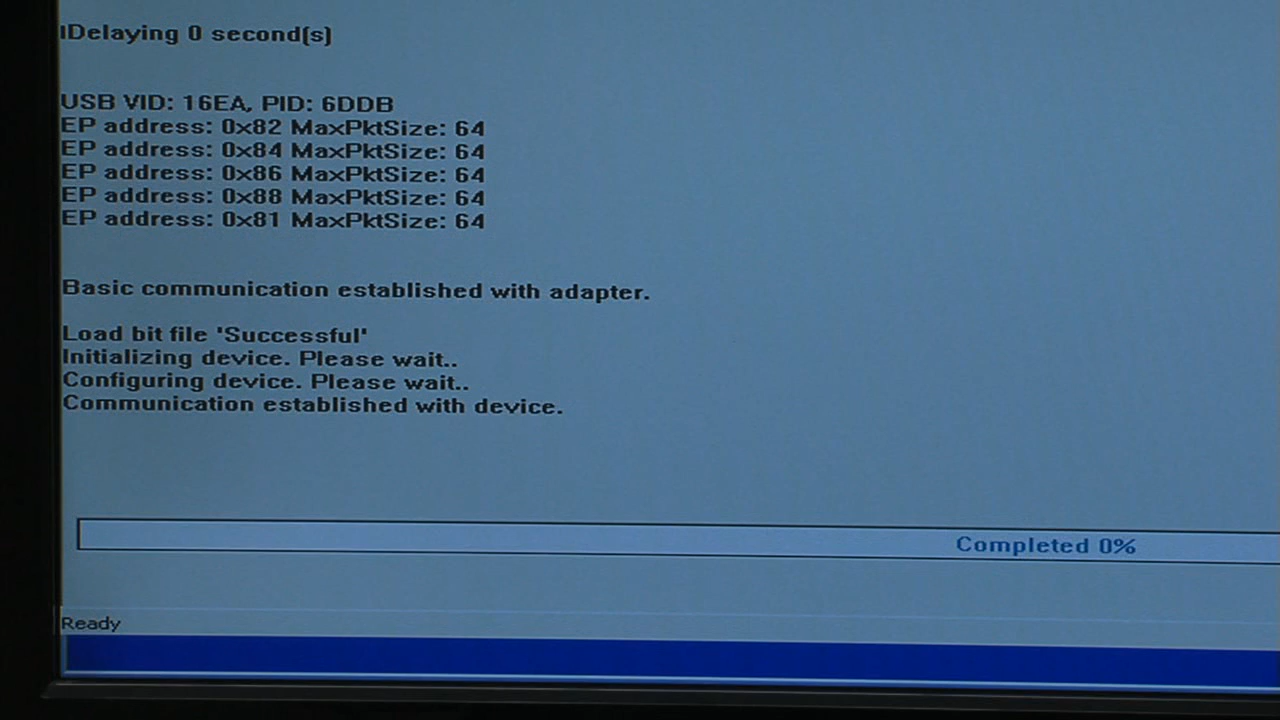 Delaying 0 second(s)
USB VID: 16EA, PID: 6DDB
EP address: 0x82 MaxPktSize: 64
EP address: 0x84 MaxPktSize: 64
EP address: 0x86 MaxPktSize: 64
EP address: 0x88 MaxPktSize: 64
EP address: 0x81 MaxPktSize: 64
Basic communication established with adapter.
Load bit file 'Successful'
Initializing device. Please wait..
Configuring device. Please wait..
Communication established with device.
Completed 0%
Ready